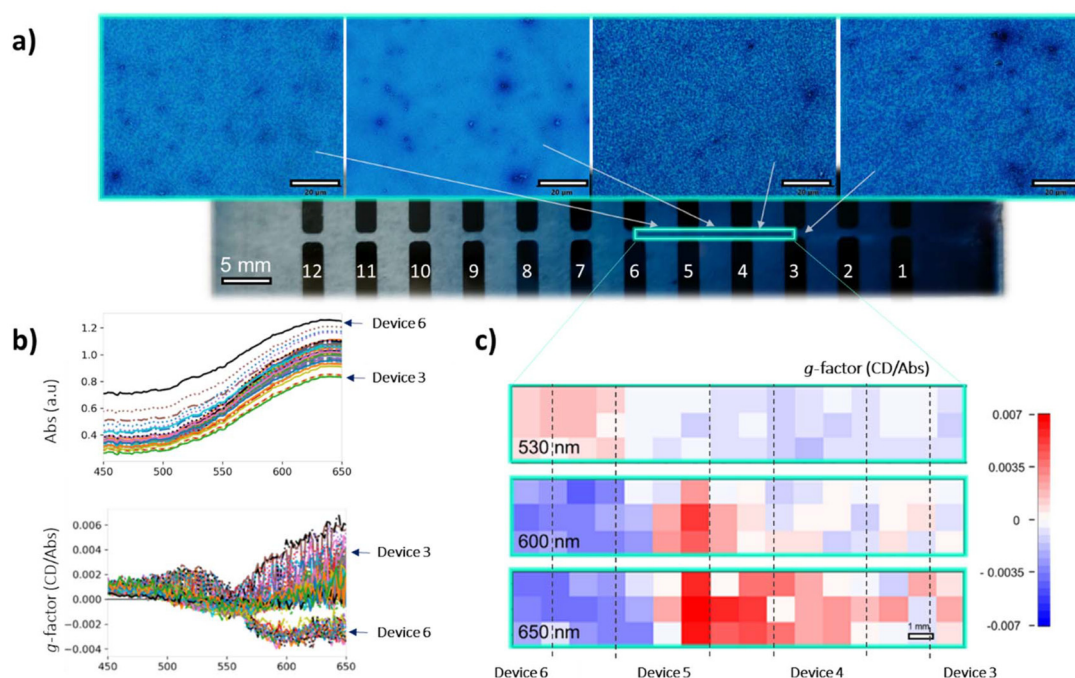 a)
20 µm
20 µm
20 µm
20 µm
12 11 10 9 8 7 6 5 4 3 2 1
5 mm
b)
Abs (a.u)
1.2
1.0
0.8
0.6
0.4
Device 6
Device 3
450 500 550 600 650
g-factor (CD/Abs)
0.006
0.004
0.002
0.000
−0.002
−0.004
Device 3
Device 6
450 500 550 600 650
c)
g-factor (CD/Abs)
530 nm
600 nm
650 nm
1 mm
0.007
0.0035
0
-0.0035
-0.007
Device 6 Device 5 Device 4 Device 3